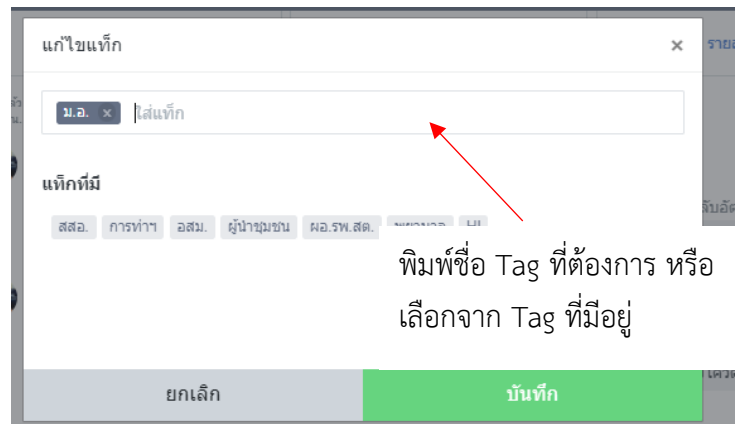 แก้ไขแท็ก ×
ม.อ. × ใส่แท็ก
แท็กที่มี
สสอ. การท่าฯ อสม. ผู้นำชุมชน ผอ.รพ.สต.
พิมพ์ชื่อ Tag ที่ต้องการ หรือ
เลือกจาก Tag ที่มีอยู่
ยกเลิก บันทึก